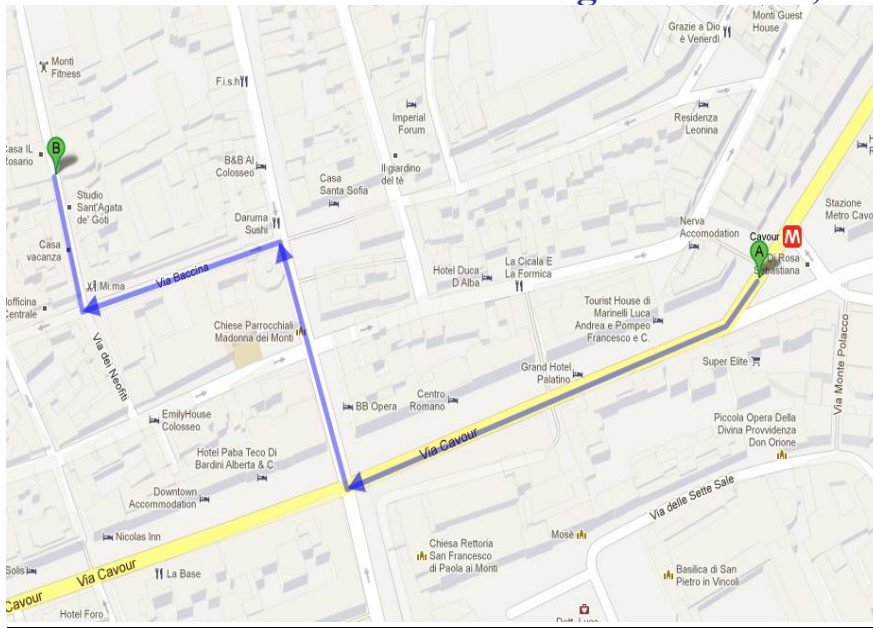 Grazie a Dio
è Venerdi
Monti Guest
House
Monti
Fitness
F.i.s.h
Casa IL
Rosario
B
Imperial
Forum
Residenza
Leonina
B&B Al
Colosseo
Il giardino
del tè
Studio
Sant'Agata
de' Goti
Casa
Santa Sofia
Stazione
Metro Cavo
Daruma
Sushi
Nerva
Accomodation
Cavour
M
A
Di Rosa
Sebastiana
Casa
vacanza
Via Baccina
Mi.ma
Hotel Duca
D'Alba
La Cicala E
La Formica
lofficina
Centrale
Chiese Parrocchiali
Madonna dei Monti
Tourist House di
Marinelli Luca
Andrea e Pompeo
Francesco e C.
Via dei Neofiti
Via Monte Polacco
Super Elite
Grand Hotel
Palatino
EmilyHouse
Colosseo
BB Opera
Centro
Romano
Piccola Opera Della
Divina Provvidenza
Don Orione
Via Cavour
Hotel Paba Teco Di
Bardini Alberta & C
Downtown
Accommodation
Via delle Sette Sale
Nicolas Inn
Mosè
Chiesa Rettoria
San Francesco
di Paola ai Monti
Solis
Via Cavour
La Base
Basilica di San
Pietro in Vincoli
Cavour
Hotel Foro